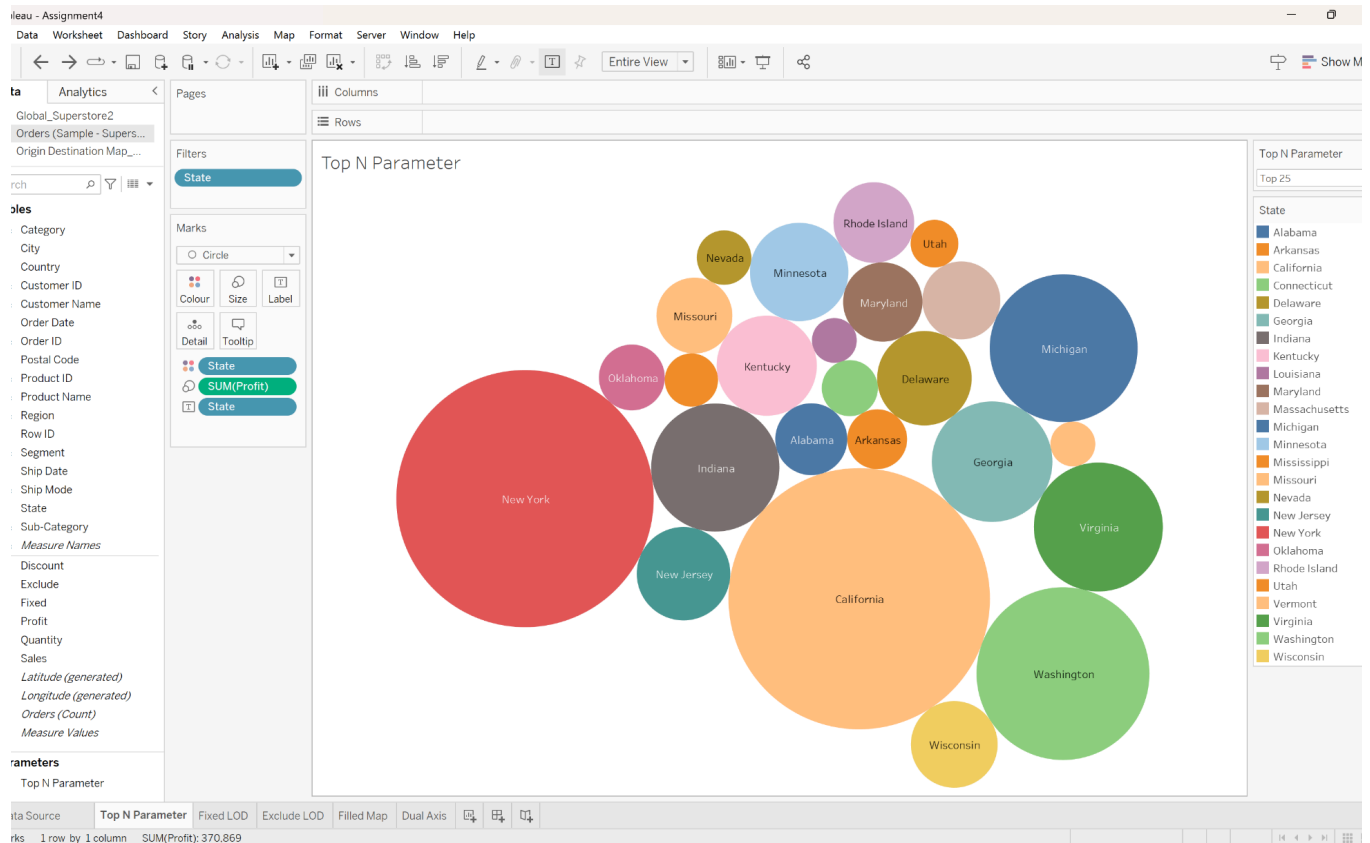 leau - Assignment4
Data Worksheet Dashboard Story Analysis Map Format Server Window Help
Entire View
Show M
ta
Analytics
Global_Superstore2
Orders (Sample - Supers...
Origin Destination Map_...
rch
bles
Category
City
Country
Customer ID
Customer Name
Order Date
Order ID
Postal Code
Product ID
Product Name
Region
Row ID
Segment
Ship Date
Ship Mode
State
Sub-Category
Measure Names
Discount
Exclude
Fixed
Profit
Quantity
Sales
Latitude (generated)
Longitude (generated)
Orders (Count)
Measure Values
rameters
Top N Parameter
Pages
Filters
State
Marks
Circle
Colour
Size
Label
Detail
Tooltip
State
SUM(Profit)
State
Columns
Rows
Top N Parameter
Rhode Island
Utah
Nevada
Minnesota
Maryland
Missouri
Michigan
Kentucky
Oklahoma
Delaware
Alabama
Arkansas
Indiana
Georgia
New York
Virginia
New Jersey
California
Washington
Wisconsin
Top N Parameter
Top 25
State
Alabama
Arkansas
California
Connecticut
Delaware
Georgia
Indiana
Kentucky
Louisiana
Maryland
Massachusetts
Michigan
Minnesota
Mississippi
Missouri
Nevada
New Jersey
New York
Oklahoma
Rhode Island
Utah
Vermont
Virginia
Washington
Wisconsin
ata Source
Top N Parameter
Fixed LOD
Exclude LOD
Filled Map
Dual Axis
rks 1 row by 1 column SUM(Profit): 370,869